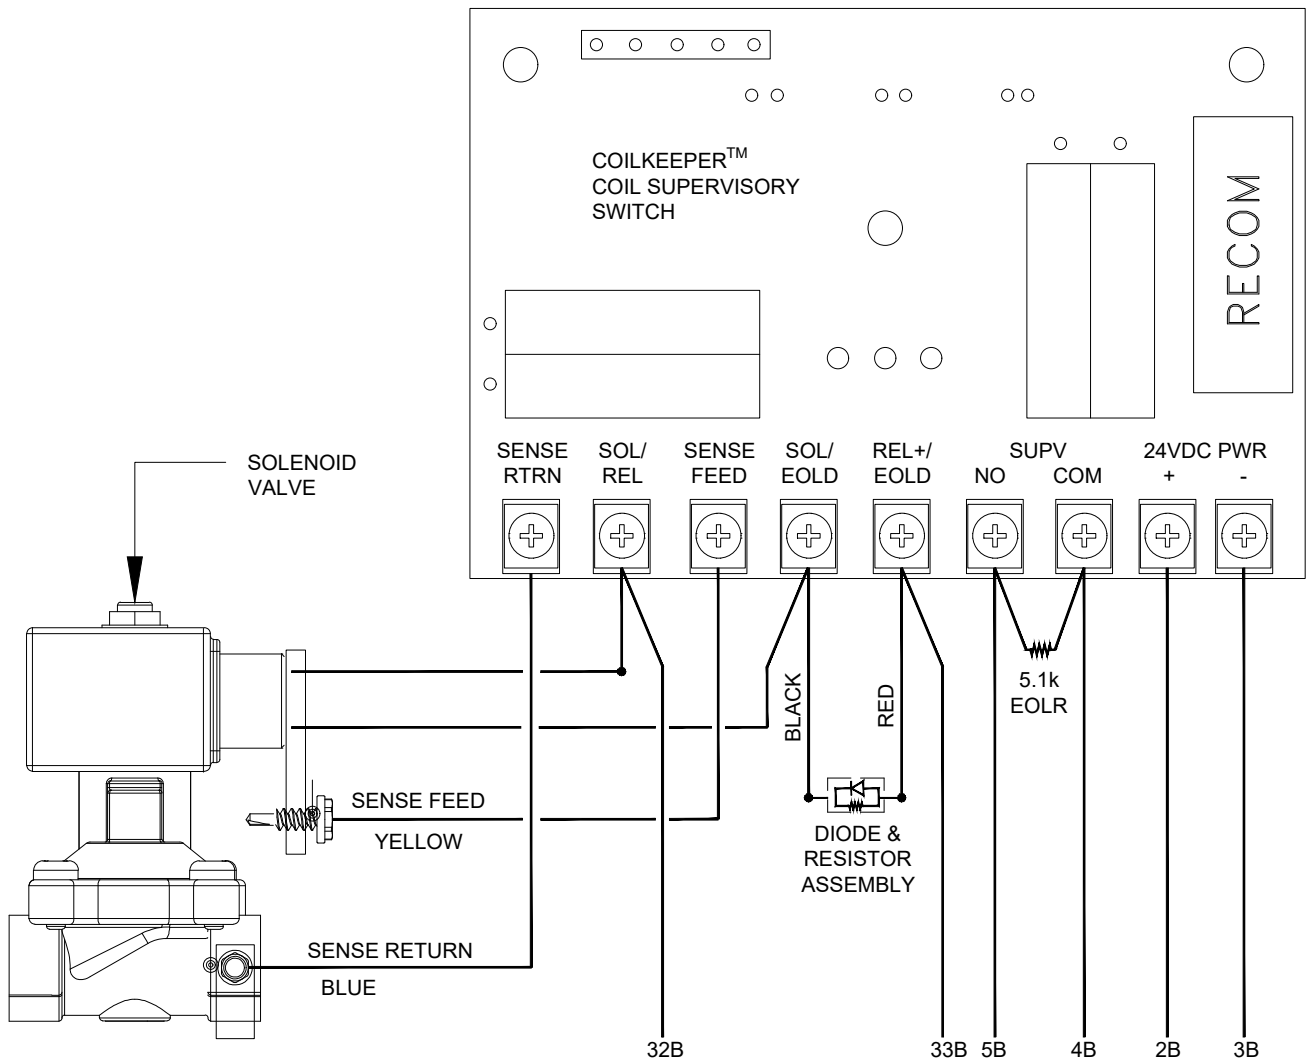 COILKEEPER™
COIL SUPERVISORY
SWITCH
RECOM
SENSE
RTRN
SOL/
REL
SENSE
FEED
SOL/
EOLD
REL+/
EOLD
SUPV
NO
COM
24VDC PWR
+
-
SOLENOID
VALVE
5.1k
EOLR
BLACK
RED
SENSE FEED
YELLOW
DIODE &
RESISTOR
ASSEMBLY
SENSE RETURN
BLUE
32B
33B
5B
4B
2B
3B